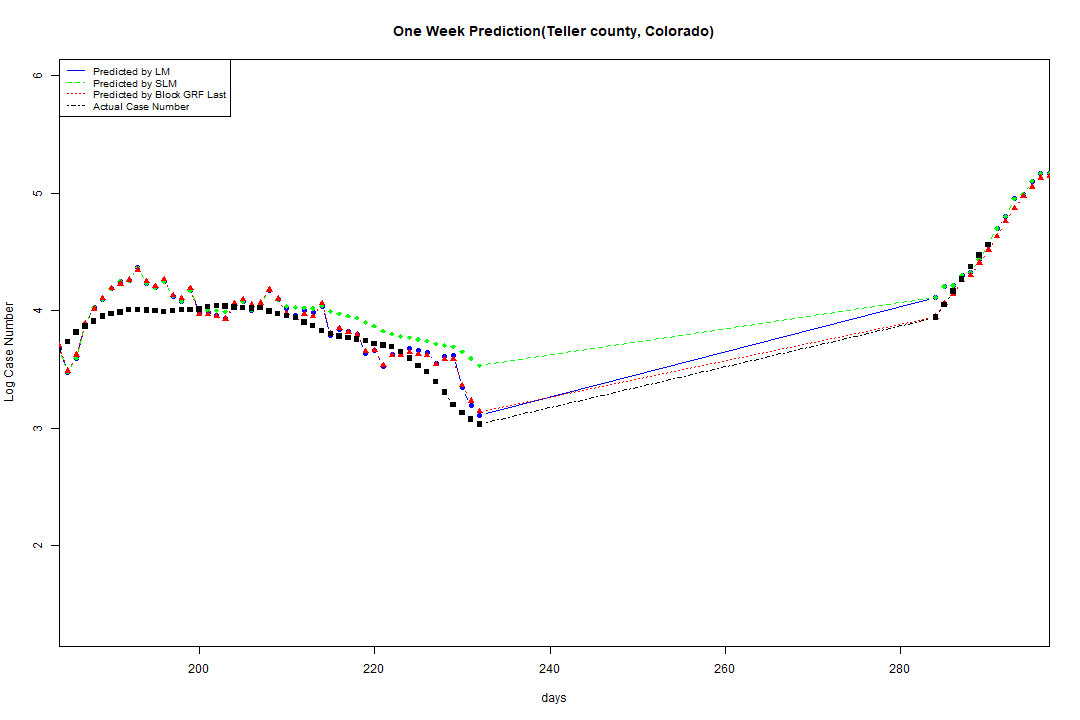 One Week Prediction(Teller county, Colorado)
Predicted by LM
Predicted by SLM
Predicted by Block GRF Last
Actual Case Number
6
5
4
3
2
Log Case Number
200
220
240
260
280
days